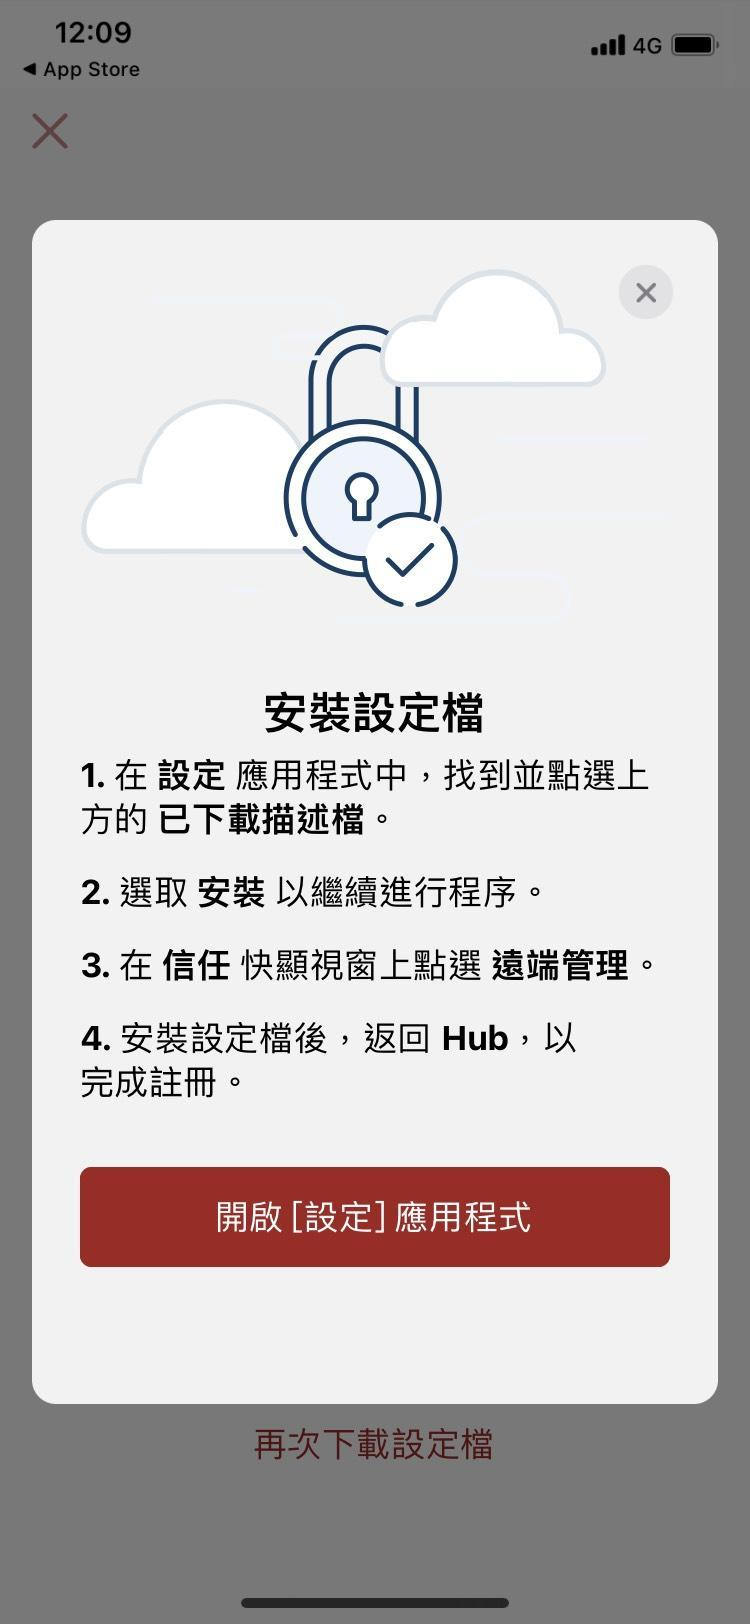 12:09
4G
◀ App Store
安裝設定檔
1. 在 設定 應用程式中，找到並點選上
方的 已下載描述檔。
2. 選取 安裝 以繼續進行程序。
3. 在 信任 快顯視窗上點選 遠端管理。
4. 安裝設定檔後，返回 Hub，以
完成註冊。
開啟 [設定] 應用程式
再次下載設定檔